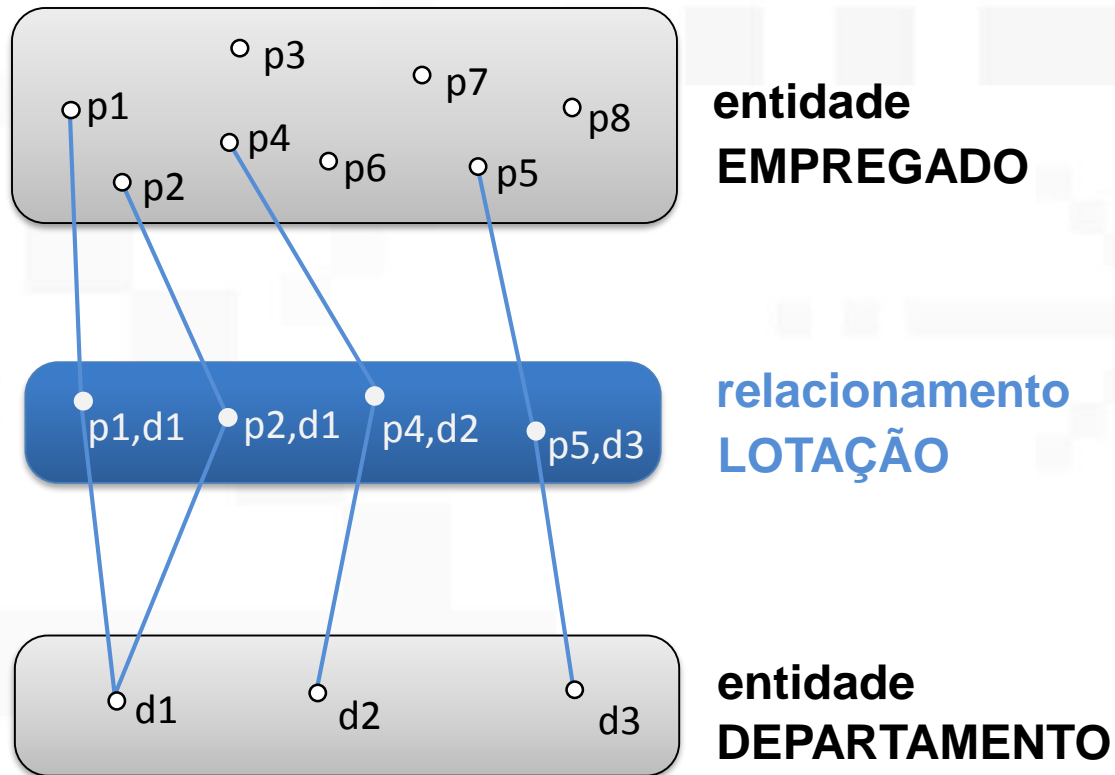 p3
p7
p1
p8
p4
p6
p5
p2
entidade
EMPREGADO
p1,d1
p2,d1
p4,d2
p5,d3
relacionamento
LOTAÇÃO
d1
d2
d3
entidade
DEPARTAMENTO